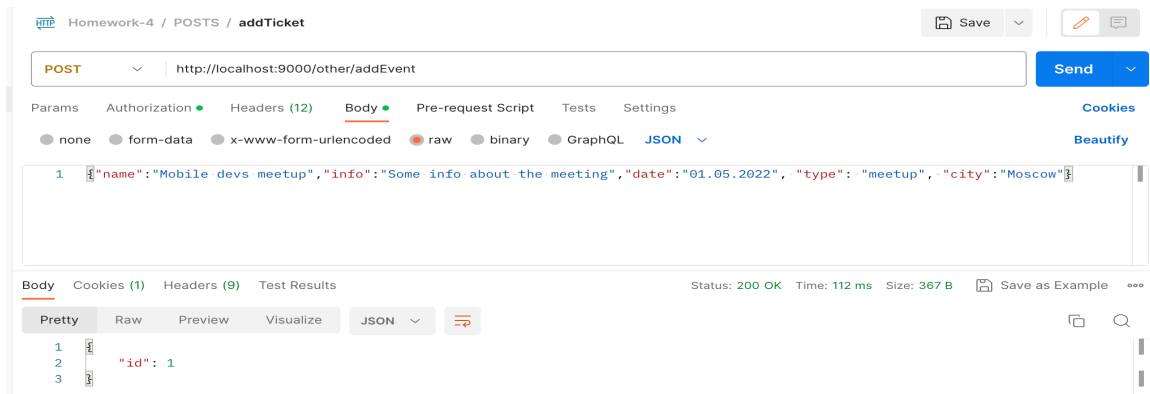 HTTP Homework-4 / POSTS / addTicket Save
POST http://localhost:9000/other/addEvent Send
Params Authorization Headers (12) Body Pre-request Script Tests Settings Cookies
none form-data x-www-form-urlencoded raw binary GraphQL JSON Beautify
1 {"name":"Mobile devs meetup","info":"Some info about the meeting","date":"01.05.2022", "type": "meetup", "city":"Moscow"}
Body Cookies (1) Headers (9) Test Results Status: 200 OK Time: 112 ms Size: 367 B Save as Example
Pretty Raw Preview Visualize JSON
1 {
2 "id": 1
3 }